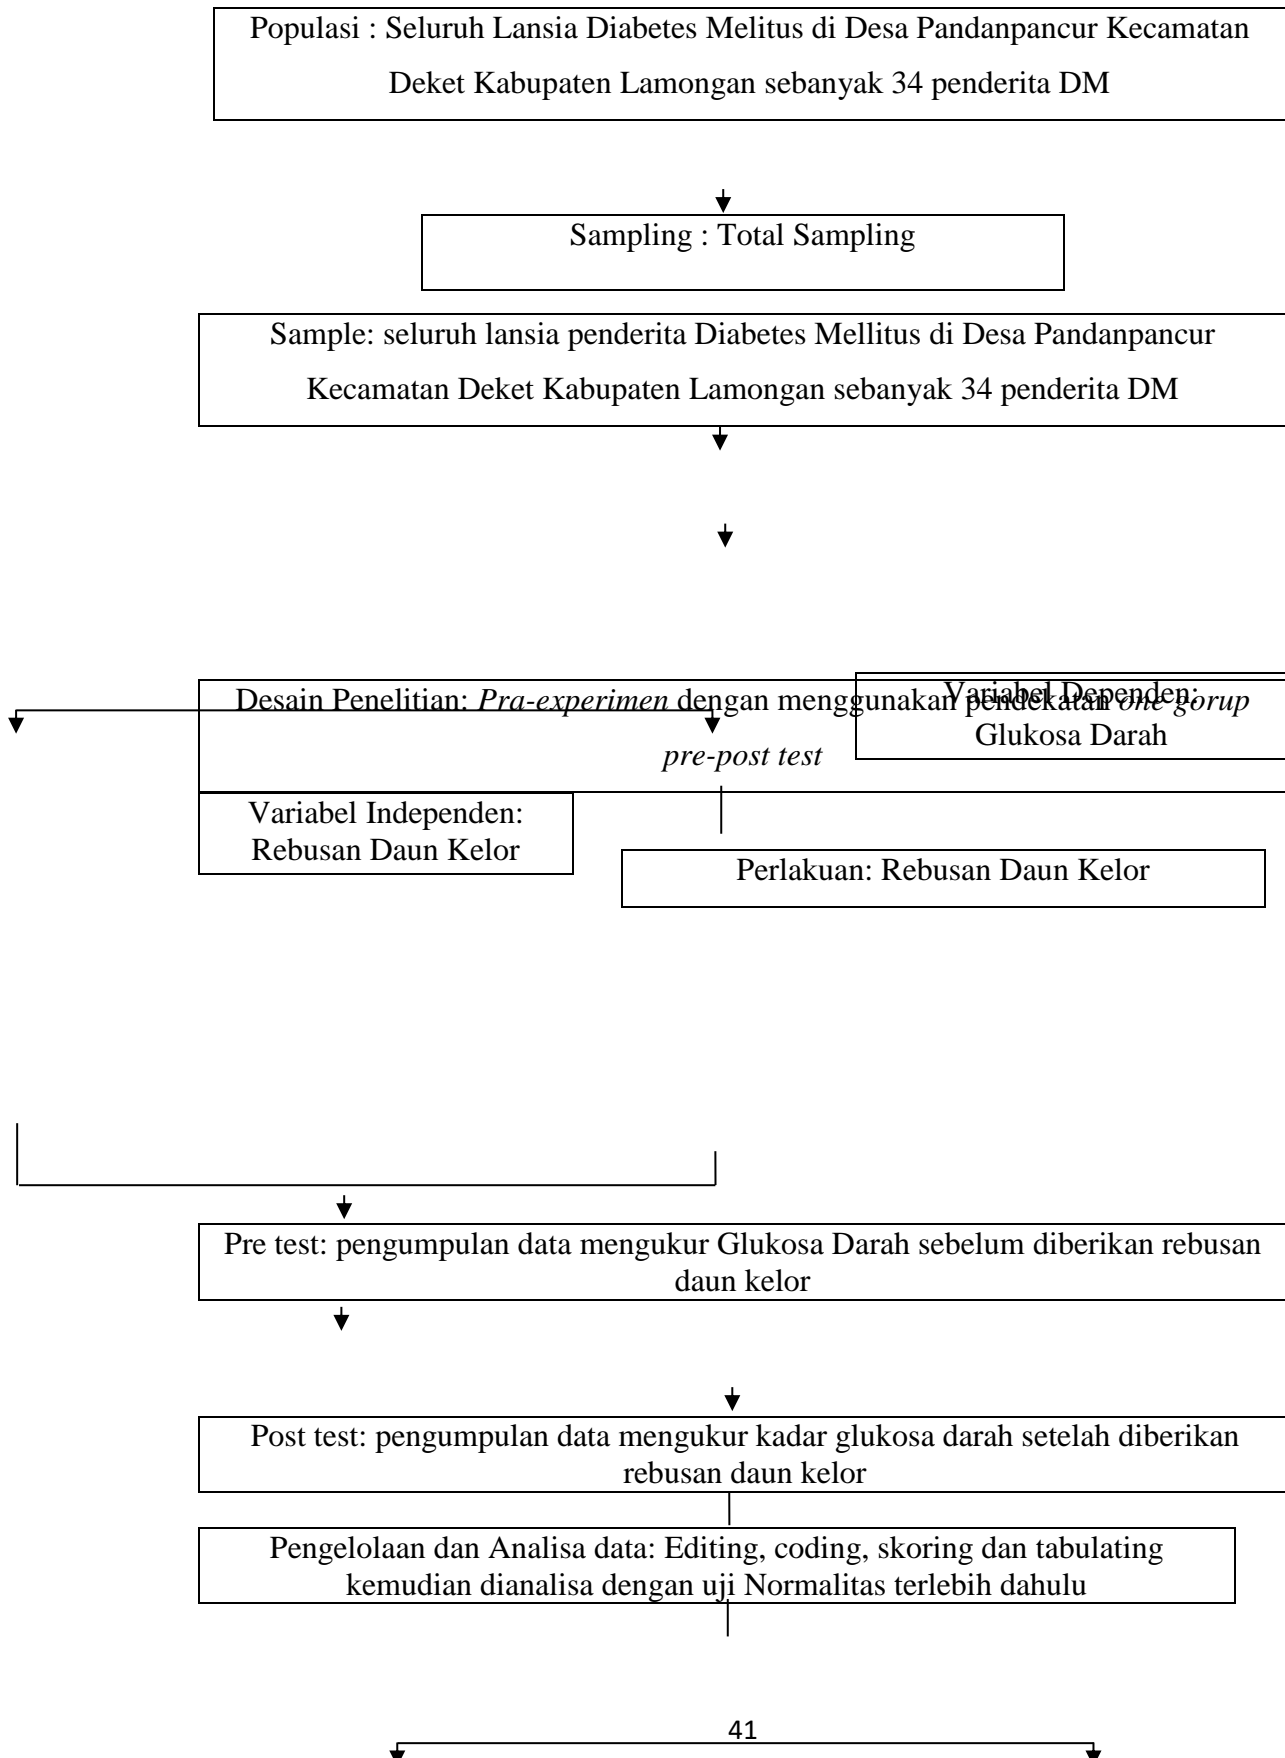 Populasi : Seluruh Lansia Diabetes Melitus di Desa Pandanpancur Kecamatan
Deket Kabupaten Lamongan sebanyak 34 penderita DM
Sampling : Total Sampling
Sample: seluruh lansia penderita Diabetes Mellitus di Desa Pandanpancur
Kecamatan Deket Kabupaten Lamongan sebanyak 34 penderita DM
Desain Penelitian: Pra-experimen dengan menggunakan pendekatan one gorup
pre-post test
Variabel Dependen:
Glukosa Darah
Variabel Independen:
Rebusan Daun Kelor
Perlakuan: Rebusan Daun Kelor
Pre test: pengumpulan data mengukur Glukosa Darah sebelum diberikan rebusan
daun kelor
Post test: pengumpulan data mengukur kadar glukosa darah setelah diberikan
rebusan daun kelor
Pengelolaan dan Analisa data: Editing, coding, skoring dan tabulating
kemudian dianalisa dengan uji Normalitas terlebih dahulu
41